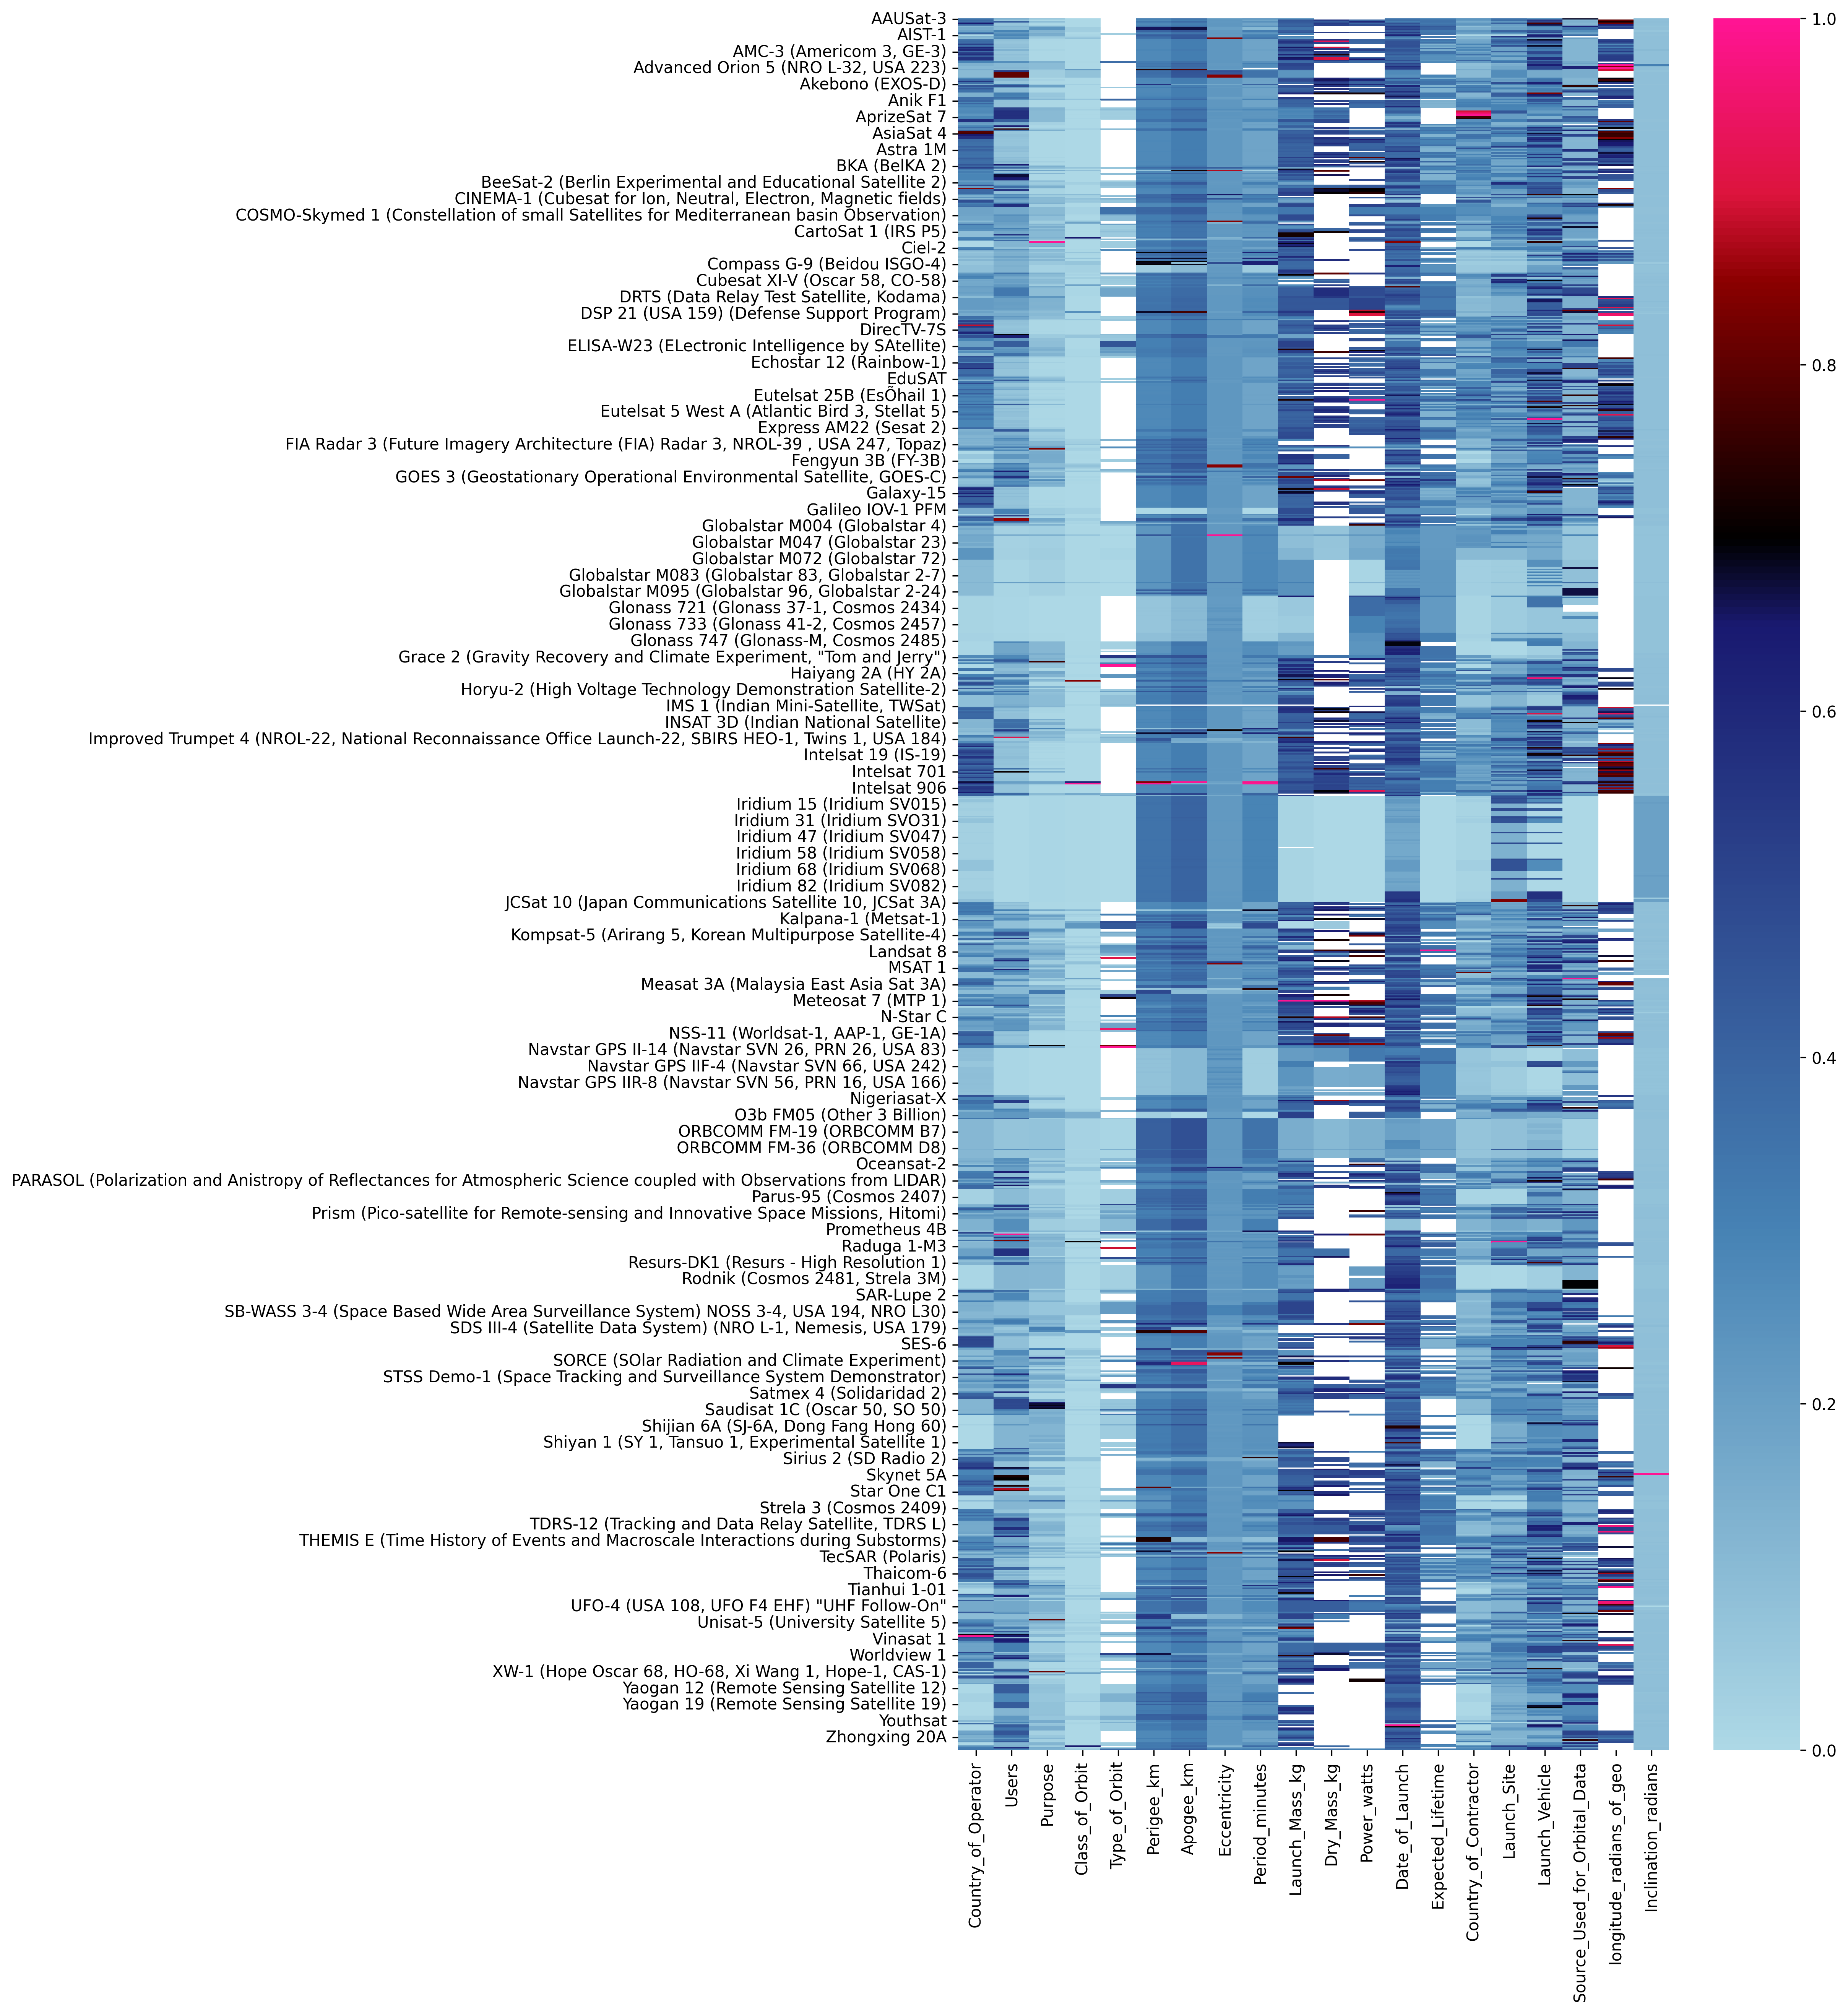 AAUSat-3
AIST-1
AMC-3 (Americom 3, GE-3)
Advanced Orion 5 (NRO L-32, USA 223)
Akebono (EXOS-D)
Anik F1
AprizeSat 7
AsiaSat 4
Astra 1M
BKA (BelKA 2)
BeeSat-2 (Berlin Experimental and Educational Satellite 2)
CINEMA-1 (Cubesat for Ion, Neutral, Electron, Magnetic fields)
COSMO-Skymed 1 (Constellation of small Satellites for Mediterranean basin Observation)
CartoSat 1 (IRS P5)
Ciel-2
Compass G-9 (Beidou ISGO-4)
Cubesat XI-V (Oscar 58, CO-58)
DRTS (Data Relay Test Satellite, Kodama)
DSP 21 (USA 159) (Defense Support Program)
DirecTV-7S
ELISA-W23 (ELectronic Intelligence by SAtellite)
Echostar 12 (Rainbow-1)
EduSAT
Eutelsat 25B (EsÕhail 1)
Eutelsat 5 West A (Atlantic Bird 3, Stellat 5)
Express AM22 (Sesat 2)
FIA Radar 3 (Future Imagery Architecture (FIA) Radar 3, NROL-39 , USA 247, Topaz)
Fengyun 3B (FY-3B)
GOES 3 (Geostationary Operational Environmental Satellite, GOES-C)
Galaxy-15
Galileo IOV-1 PFM
Globalstar M004 (Globalstar 4)
Globalstar M047 (Globalstar 23)
Globalstar M072 (Globalstar 72)
Globalstar M083 (Globalstar 83, Globalstar 2-7)
Globalstar M095 (Globalstar 96, Globalstar 2-24)
Glonass 721 (Glonass 37-1, Cosmos 2434)
Glonass 733 (Glonass 41-2, Cosmos 2457)
Glonass 747 (Glonass-M, Cosmos 2485)
Grace 2 (Gravity Recovery and Climate Experiment, "Tom and Jerry")
Haiyang 2A (HY 2A)
Horyu-2 (High Voltage Technology Demonstration Satellite-2)
IMS 1 (Indian Mini-Satellite, TWSat)
INSAT 3D (Indian National Satellite)
Improved Trumpet 4 (NROL-22, National Reconnaissance Office Launch-22, SBIRS HEO-1, Twins 1, USA 184)
Intelsat 19 (IS-19)
Intelsat 701
Intelsat 906
Iridium 15 (Iridium SV015)
Iridium 31 (Iridium SVO31)
Iridium 47 (Iridium SV047)
Iridium 58 (Iridium SV058)
Iridium 68 (Iridium SV068)
Iridium 82 (Iridium SV082)
JCSat 10 (Japan Communications Satellite 10, JCSat 3A)
Kalpana-1 (Metsat-1)
Kompsat-5 (Arirang 5, Korean Multipurpose Satellite-4)
Landsat 8
MSAT 1
Measat 3A (Malaysia East Asia Sat 3A)
Meteosat 7 (MTP 1)
N-Star C
NSS-11 (Worldsat-1, AAP-1, GE-1A)
Navstar GPS II-14 (Navstar SVN 26, PRN 26, USA 83)
Navstar GPS IIF-4 (Navstar SVN 66, USA 242)
Navstar GPS IIR-8 (Navstar SVN 56, PRN 16, USA 166)
Nigeriasat-X
O3b FM05 (Other 3 Billion)
ORBCOMM FM-19 (ORBCOMM B7)
ORBCOMM FM-36 (ORBCOMM D8)
Oceansat-2
PARASOL (Polarization and Anistropy of Reflectances for Atmospheric Science coupled with Observations from LIDAR)
Parus-95 (Cosmos 2407)
Prism (Pico-satellite for Remote-sensing and Innovative Space Missions, Hitomi)
Prometheus 4B
Raduga 1-M3
Resurs-DK1 (Resurs - High Resolution 1)
Rodnik (Cosmos 2481, Strela 3M)
SAR-Lupe 2
SB-WASS 3-4 (Space Based Wide Area Surveillance System) NOSS 3-4, USA 194, NRO L30)
SDS III-4 (Satellite Data System) (NRO L-1, Nemesis, USA 179)
SES-6
SORCE (SOlar Radiation and Climate Experiment)
STSS Demo-1 (Space Tracking and Surveillance System Demonstrator)
Satmex 4 (Solidaridad 2)
Saudisat 1C (Oscar 50, SO 50)
Shijian 6A (SJ-6A, Dong Fang Hong 60)
Shiyan 1 (SY 1, Tansuo 1, Experimental Satellite 1)
Sirius 2 (SD Radio 2)
Skynet 5A
Star One C1
Strela 3 (Cosmos 2409)
TDRS-12 (Tracking and Data Relay Satellite, TDRS L)
THEMIS E (Time History of Events and Macroscale Interactions during Substorms)
TecSAR (Polaris)
Thaicom-6
Tianhui 1-01
UFO-4 (USA 108, UFO F4 EHF) "UHF Follow-On"
Unisat-5 (University Satellite 5)
Vinasat 1
Worldview 1
XW-1 (Hope Oscar 68, HO-68, Xi Wang 1, Hope-1, CAS-1)
Yaogan 12 (Remote Sensing Satellite 12)
Yaogan 19 (Remote Sensing Satellite 19)
Youthsat
Zhongxing 20A
Country_of_Operator
Users
Purpose
Class_of_Orbit
Type_of_Orbit
Perigee_km
Apogee_km
Eccentricity
Period_minutes
Launch_Mass_kg
Dry_Mass_kg
Power_watts
Date_of_Launch
Expected_Lifetime
Country_of_Contractor
Launch_Site
Launch_Vehicle
Source_Used_for_Orbital_Data
longitude_radians_of_geo
Inclination_radians
1.0
0.8
0.6
0.4
0.2
0.0